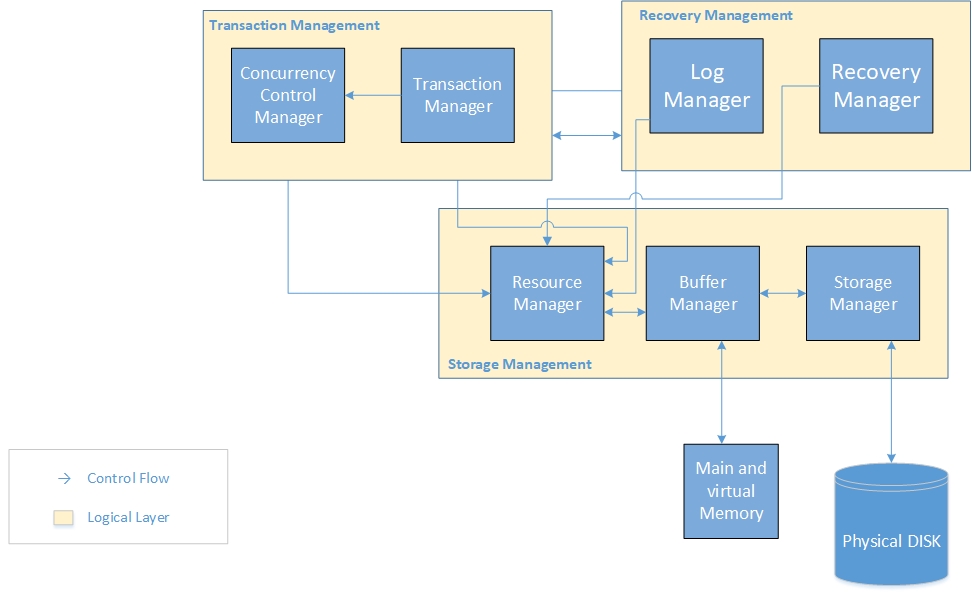 Transaction Management
Concurrency
Control
Manager
Transaction
Manager
Recovery Management
Log
Manager
Recovery
Manager
Resource
Manager
Buffer
Manager
Storage
Manager
Storage Management
Main and
virtual
Memory
Physical DISK
Control Flow
Logical Layer